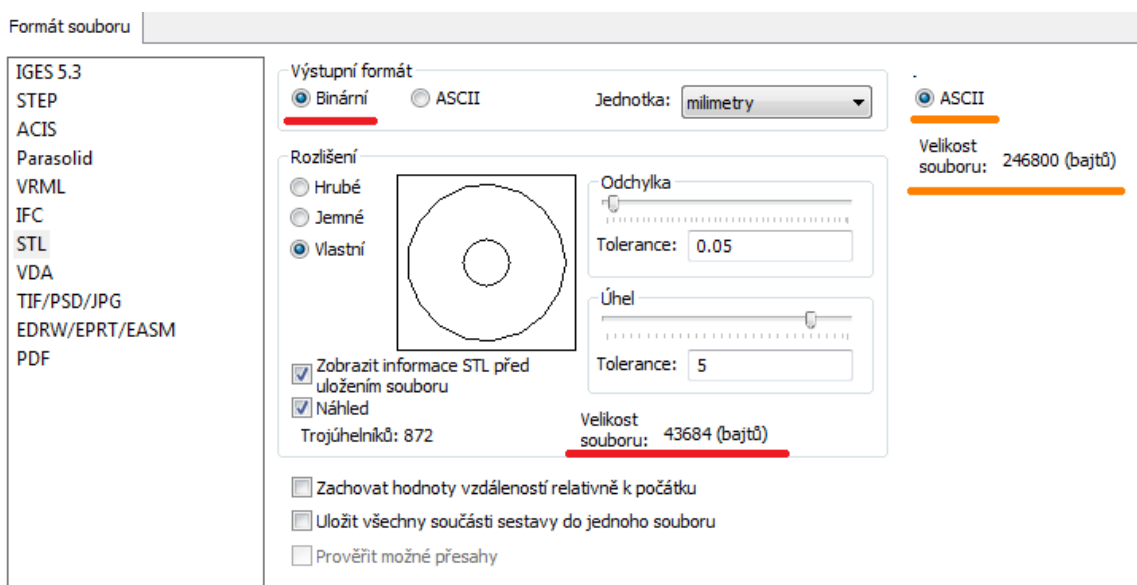 Formát souboru
IGES 5.3
STEP
ACIS
Parasolid
VRML
IFC
STL
VDA
TIF/PSD/JPG
EDRW/EPRT/EASM
PDF
Výstupní formát
Binární
ASCII
Jednotka:
milimetry
Rozlišení
Hrubé
Jemné
Vlastní
Odchylka
Tolerance: 0.05
Úhel
Tolerance: 5
Zobrazit informace STL před
uložením souboru
Náhled
Trojúhelníků: 872
Velikost
souboru: 43684 (bajtů)
Zachovat hodnoty vzdáleností relativně k počátku
Uložit všechny součásti sestavy do jednoho souboru
Prověřit možné přesahy
ASCII
Velikost
souboru: 246800 (bajtů)